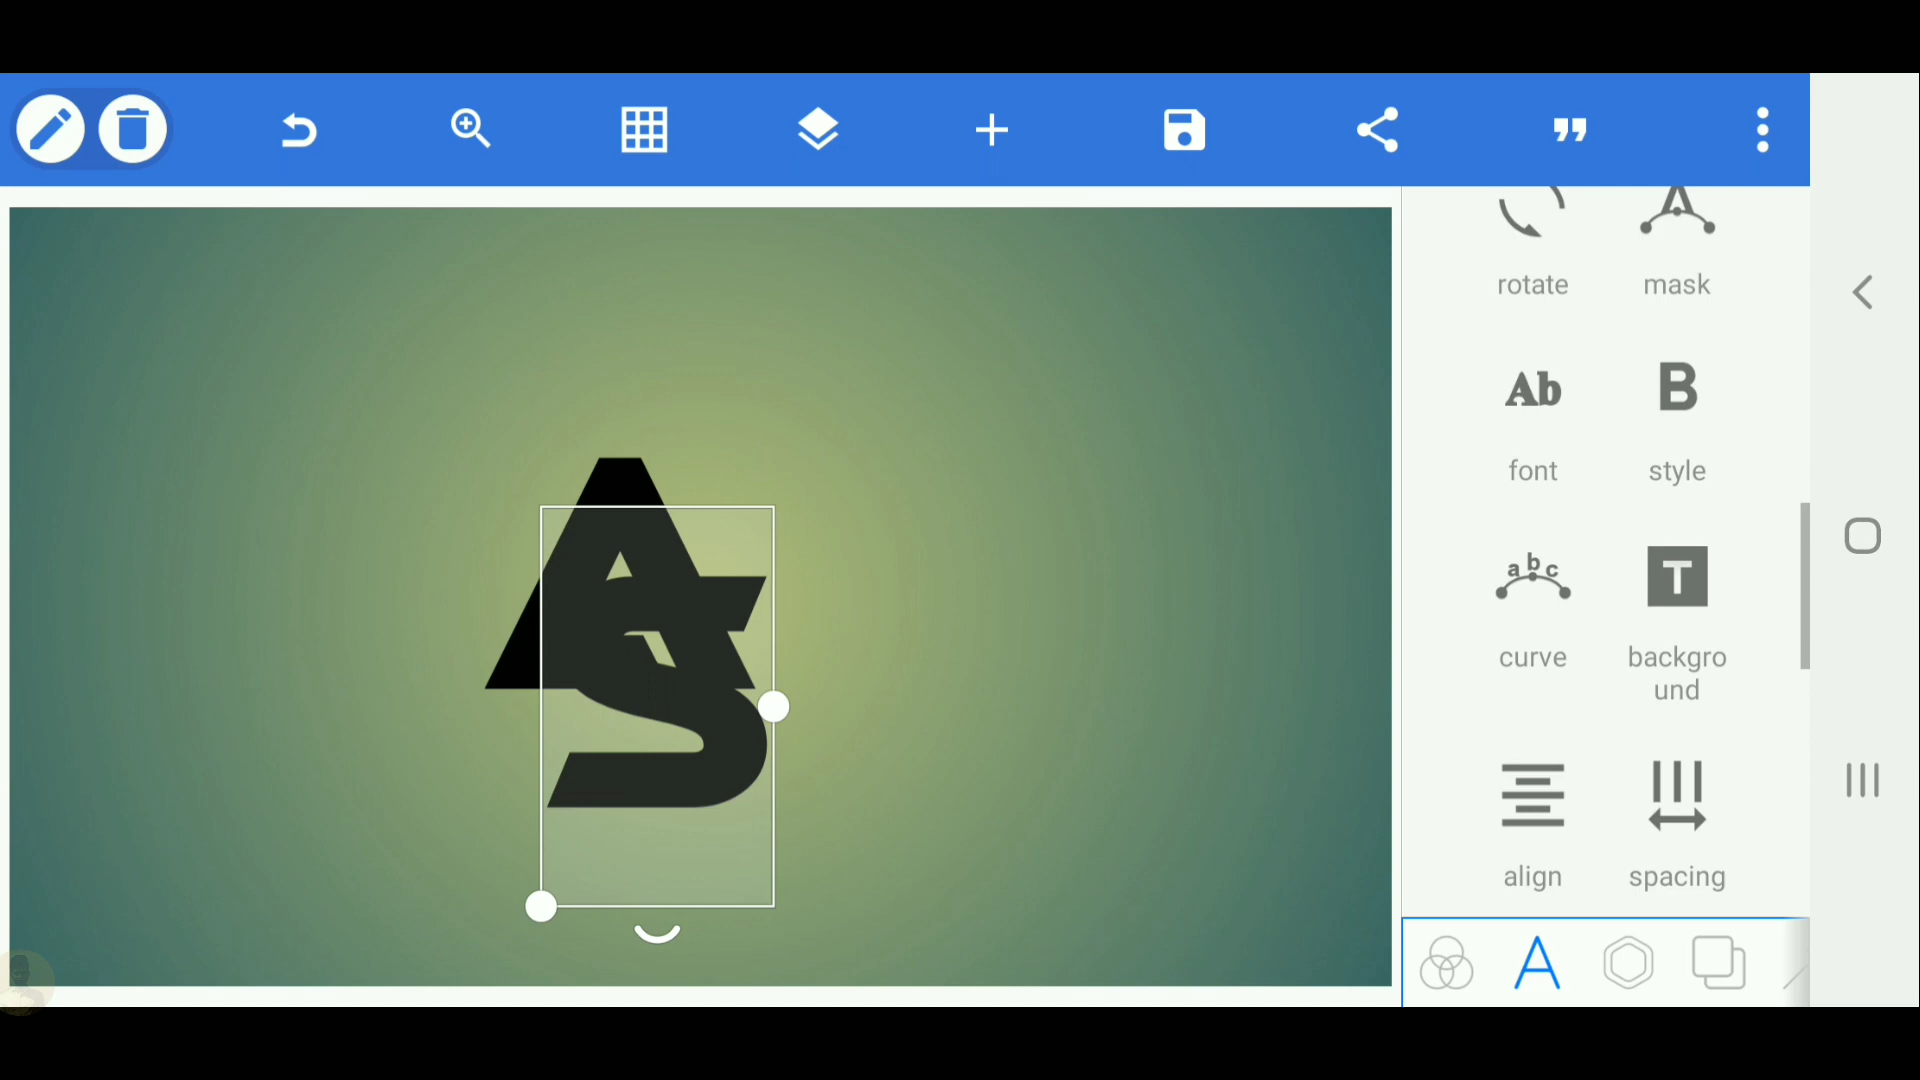 rotate
mask
Ab
B
font
style
abc
T
curve
backgro
und
align
spacing
A
S